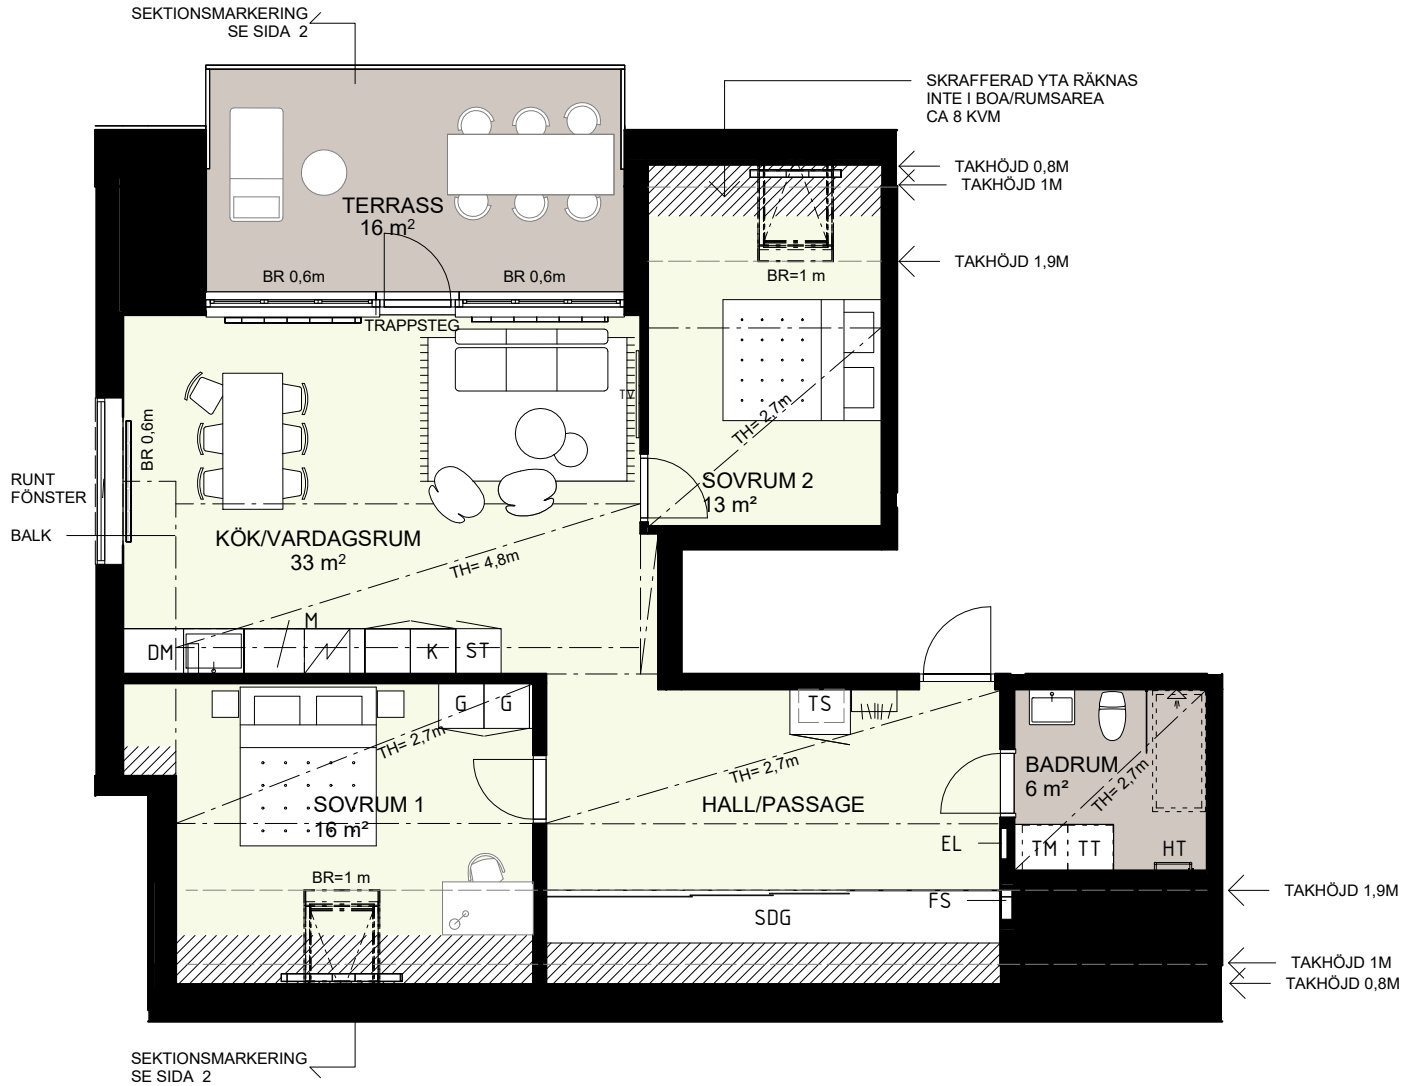 SEKTIONSMARKERING
SE SIDA 2
SKRAFFERAD YTA RÄKNAS
INTE I BOA/RUMSAREA
CA 8 KVM
TAKHÖJD 0,8M
TAKHÖJD 1M
TERRASS
16 m²
TAKHÖJD 1,9M
BR 0,6m
BR 0,6m
BR=1 m
TRAPPSTEG
TV
TH= 2,7m
BR 0,6m
RUNT
FÖNSTER
SOVRUM 2
13 m²
BALK
KÖK/VARDAGSRUM
33 m²
TH= 4,8m
M
DM
K
ST
G
G
TS
TH= 2,7m
TH= 2,7m
BADRUM
6 m²
TH= 2,7m
SOVRUM 1
16 m²
HALL/PASSAGE
EL
TM
TT
HT
BR=1 m
TAKHÖJD 1,9M
FS
SDG
TAKHÖJD 1M
TAKHÖJD 0,8M
SEKTIONSMARKERING
SE SIDA 2